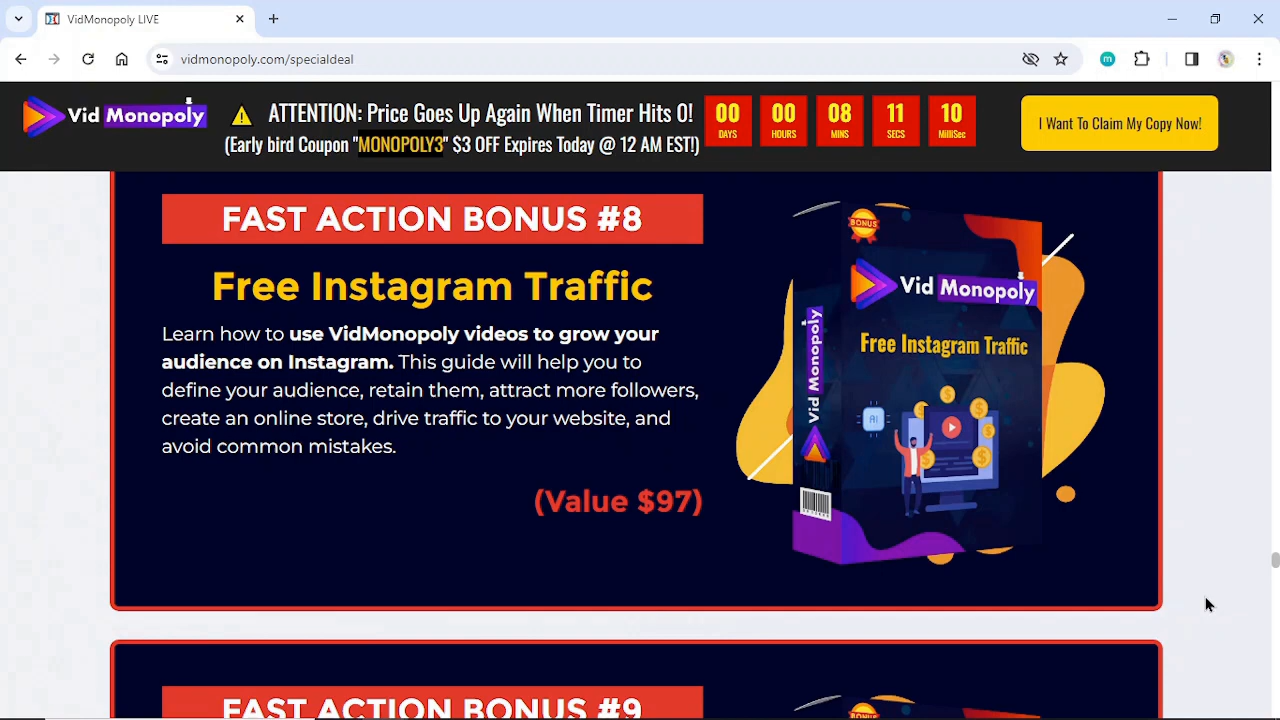 VidMonopoly LIVE
vidmonopoly.com/specialdeal
Vid Monopoly
ATTENTION: Price Goes Up Again When Timer Hits 0!
(Early bird Coupon "MONOPOLY3" $3 OFF Expires Today @ 12 AM EST!)
00 00 08 11 10
DAYS HOURS MINS SECS MilliSec
I Want To Claim My Copy Now!
FAST ACTION BONUS #8
Free Instagram Traffic
Learn how to use VidMonopoly videos to grow your
audience on Instagram. This guide will help you to
define your audience, retain them, attract more followers,
create an online store, drive traffic to your website, and
avoid common mistakes.
(Value $97)
BONUS
Vid Monopoly
Free Instagram Traffic
AI
Vid Monopoly
FAST ACTION BONUS #9